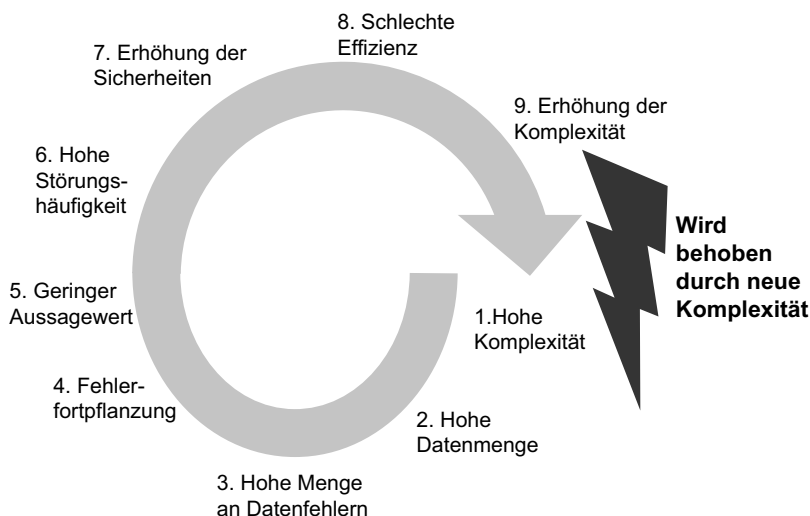 8. Schlechte
Effizienz
7. Erhöhung der
Sicherheiten
9. Erhöhung der
Komplexität
6. Hohe
Störungs-
häufigkeit
Wird
behoben
durch neue
Komplexität
5. Geringer
Aussagewert
1.Hohe
Komplexität
4. Fehler-
fortpflanzung
2. Hohe
Datenmenge
3. Hohe Menge
an Datenfehlern